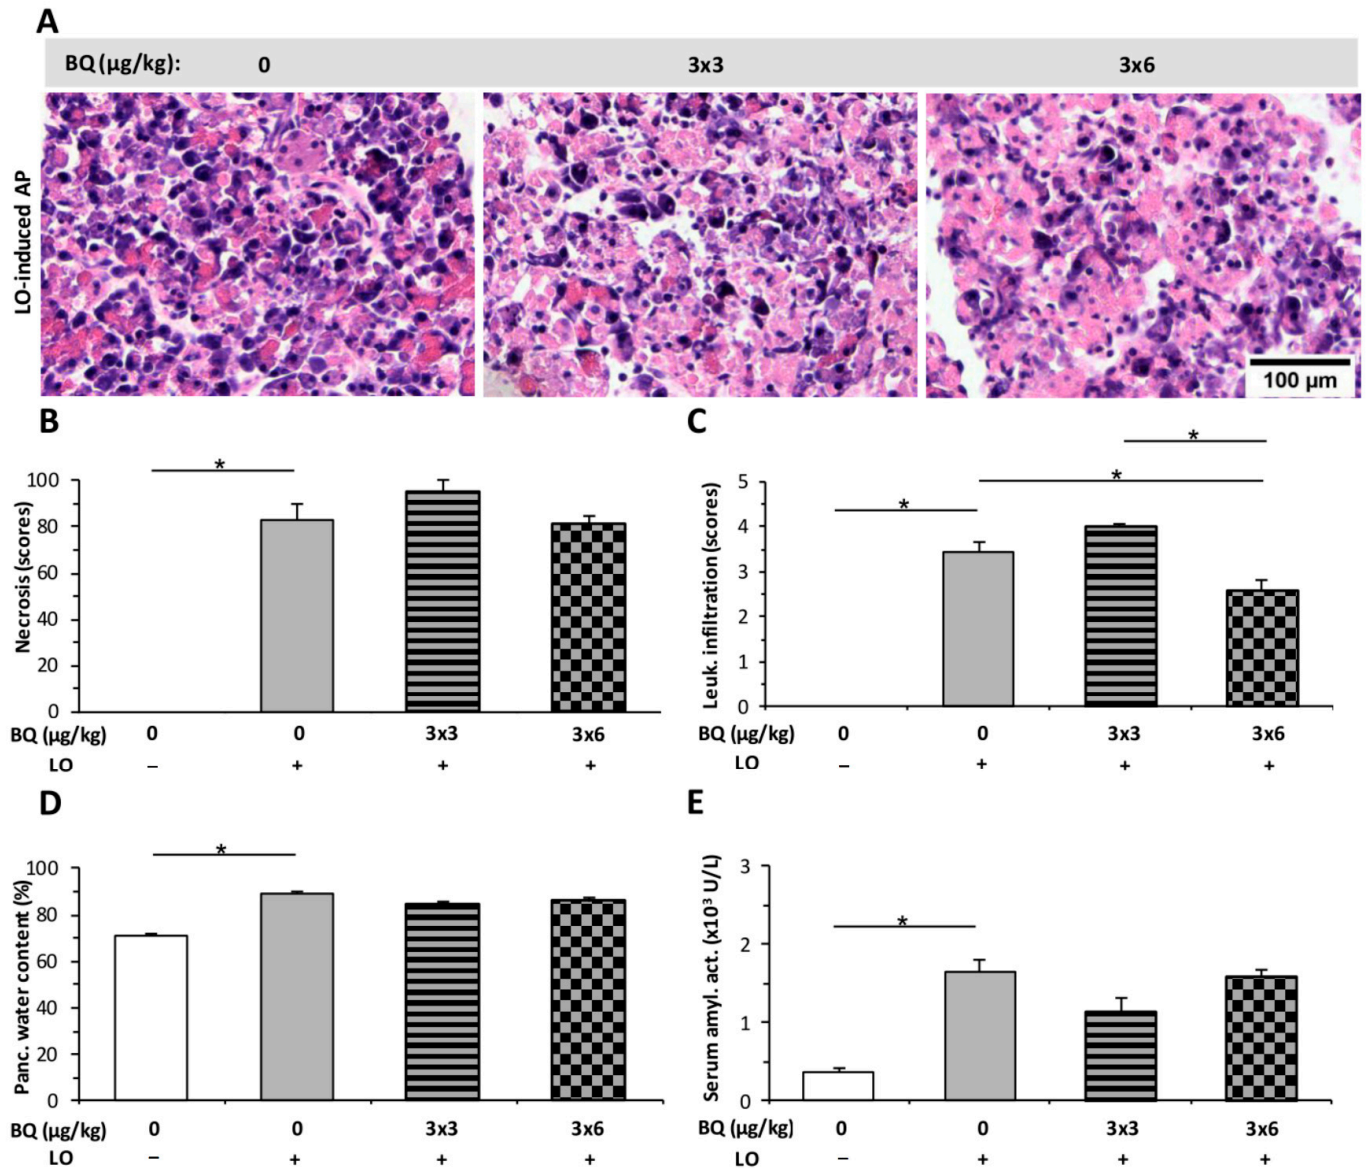 A
BQ (µg/kg): 0 3x3 3x6
LO-induced AP
100 µm
B
Necrosis (scores)
100
80
60
40
20
0
*
BQ (µg/kg) 0 0 3x3 3x6
LO – + + +
C
Leuk. infiltration (scores)
5
4
3
2
1
0
* * *
BQ (µg/kg) 0 0 3x3 3x6
LO – + + +
D
Panc. water content (%)
100
80
60
40
20
0
*
BQ (µg/kg) 0 0 3x3 3x6
LO – + + +
E
Serum amyl. act. (x10³ U/L)
3
2
1
0
*
BQ (µg/kg) 0 0 3x3 3x6
LO – + + +